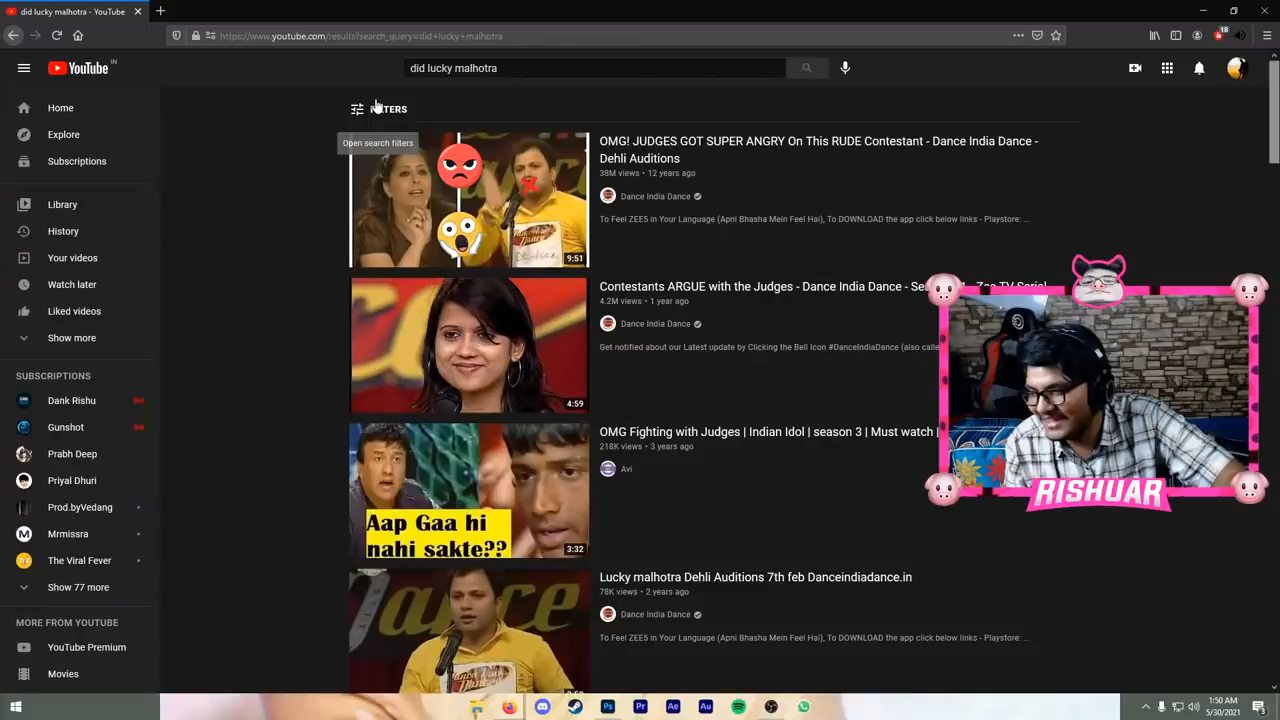 did lucky malhotra - YouTube
https://www.youtube.com/results?search_query=did+lucky+malhotra
18
YouTube IN
did lucky malhotra
Home
Explore
Subscriptions
Library
History
Your videos
Watch later
Liked videos
Show more
SUBSCRIPTIONS
Dank Rishu
Gunshot
Prabh Deep
Priyal Dhuri
Prod.byVedang
Mrmissra
The Viral Fever
Show 77 more
MORE FROM YOUTUBE
YouTube Premium
Movies
Open search filters
9:51
OMG! JUDGES GOT SUPER ANGRY On This RUDE Contestant - Dance India Dance -
Dehli Auditions
38M views • 12 years ago
Dance India Dance
To Feel ZEE5 in Your Language (Apni Bhasha Mein Feel Hai), To DOWNLOAD the app click below links - Playstore: ...
4:59
Contestants ARGUE with the Judges - Dance India Dance -
4.2M views • 1 year ago
Dance India Dance
Get notified about our Latest update by Clicking the Bell Icon #DanceIndiaDance (also
Aap Gaa hi
nahi sakte??
3:32
OMG Fighting with Judges | Indian Idol | season 3 | Must watch |
218K views • 3 years ago
Avi
Lucky malhotra Dehli Auditions 7th feb Danceindiadance.in
78K views • 2 years ago
Dance India Dance
To Feel ZEE5 in Your Language (Apni Bhasha Mein Feel Hai), To DOWNLOAD the app click below links - Playstore: ...
RISHUAR
Ps
Pr
Ae
Au
1:50 AM
5/30/2021